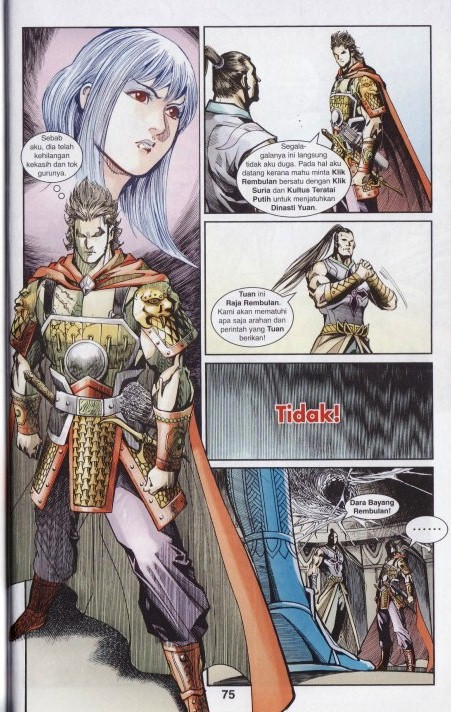 Sebab
aku, dia telah
kehilangan
kekasih dan tok
gurunya.
Segala-
galanya ini langsung
tidak aku duga. Pada hal aku
datang kerana mahu minta Klik
Rembulan bersatu dengan Klik
Suria dan Kultus Teratai
Putih untuk menjatuhkan
Dinasti Yuan.
Tuan ini
Raja Rembulan.
Kami akan mematuhi
apa saja arahan dan
perintah yang Tuan
berikan!
Tidak!
Dara Bayang
Rembulan!
......
75